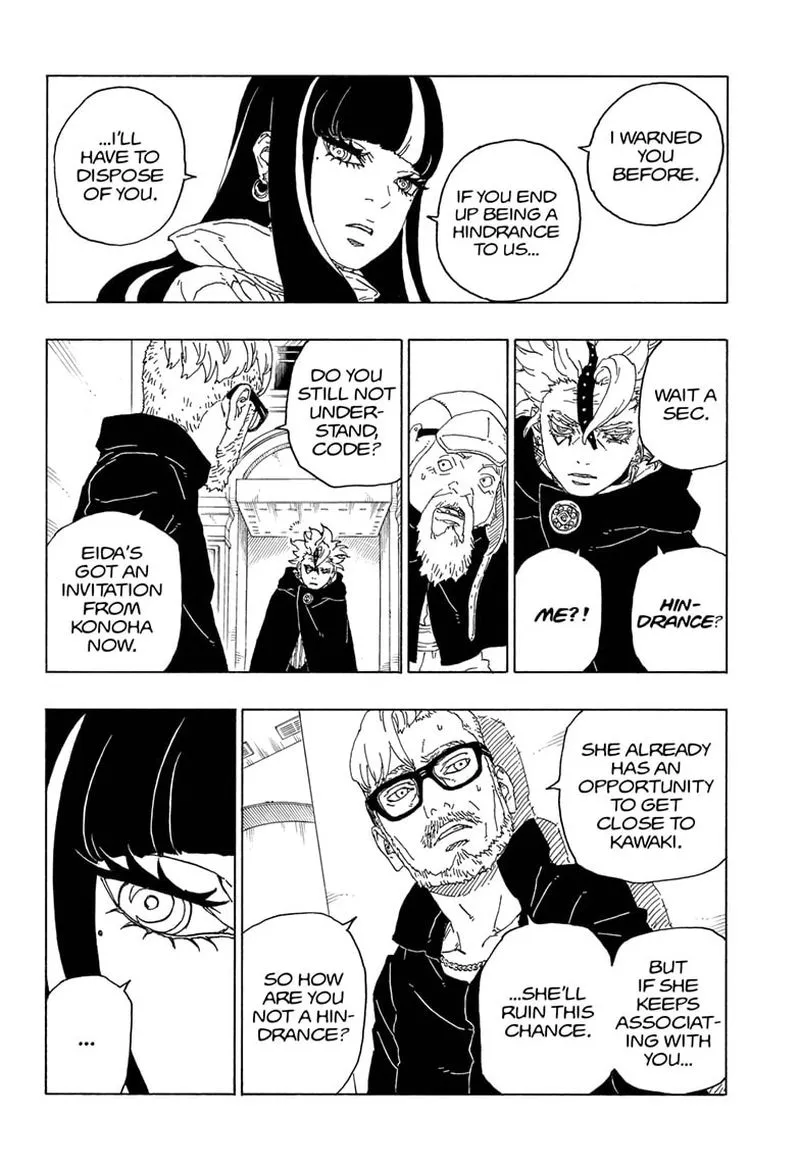 I WARNED
YOU
BEFORE.
IF YOU END
UP BEING A
HINDRANCE
TO US...
...I'LL
HAVE TO
DISPOSE
OF YOU.
WAIT A
SEC.
HIN-
DRANCE?
ME?!
DO YOU
STILL NOT
UNDER-
STAND,
CODE?
EIDA'S
GOT AN
INVITATION
FROM
KONOHA
NOW.
SHE ALREADY
HAS AN
OPPORTUNITY
TO GET
CLOSE TO
KAWAKI.
BUT
IF SHE
KEEPS
ASSOCIAT-
ING WITH
YOU...
...SHE'LL
RUIN THIS
CHANCE.
SO HOW
ARE YOU
NOT A HIN-
DRANCE?
...